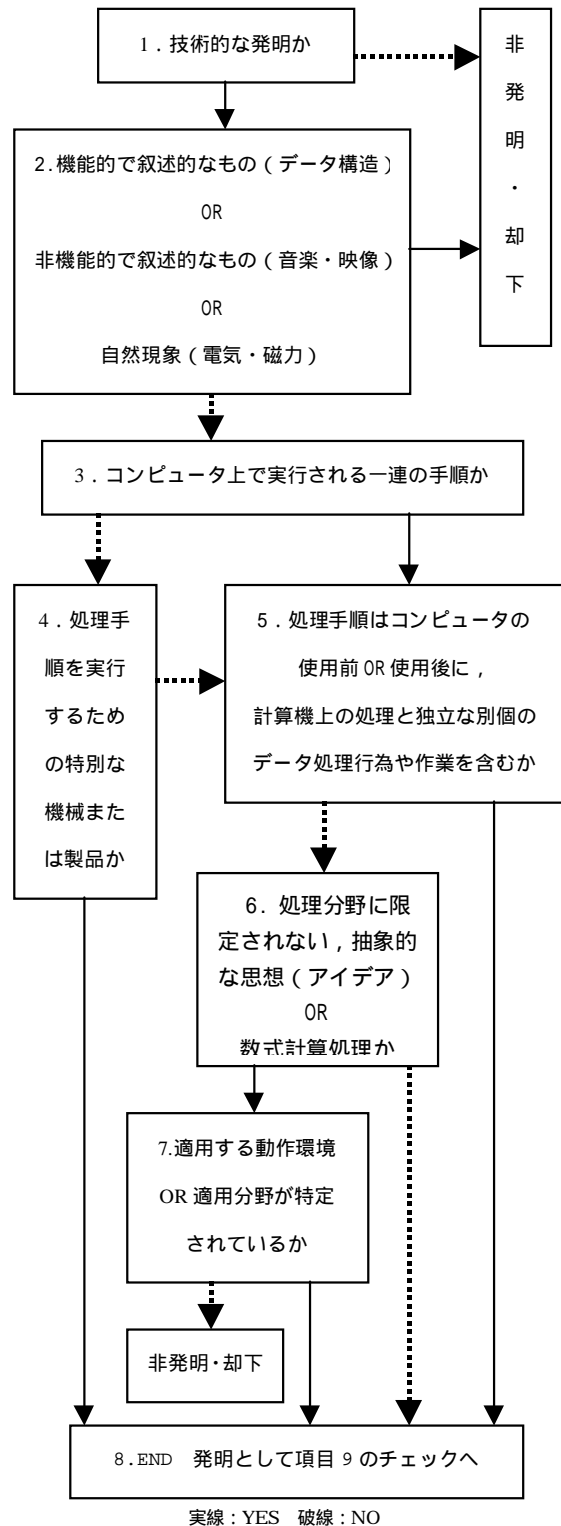 1．技術的な発明か
非
発
明
・
却
下
2.機能的で叙述的なもの（データ構造）
OR
非機能的で叙述的なもの（音楽・映像）
OR
自然現象（電気・磁力）
3．コンピュータ上で実行される一連の手順か
4．処理手
順を実行
するため
の特別な
機械また
は製品か
5．処理手順はコンピュータの
使用前 OR 使用後に，
計算機上の処理と独立な別個の
データ処理行為や作業を含むか
6. 処理分野に限
定されない，抽象的
な思想（アイデア）
OR
数式計算処理か
7.適用する動作環境
OR 適用分野が特定
されているか
非発明・却下
8.END　発明として項目 9 のチェックへ
実線：YES　破線：NO